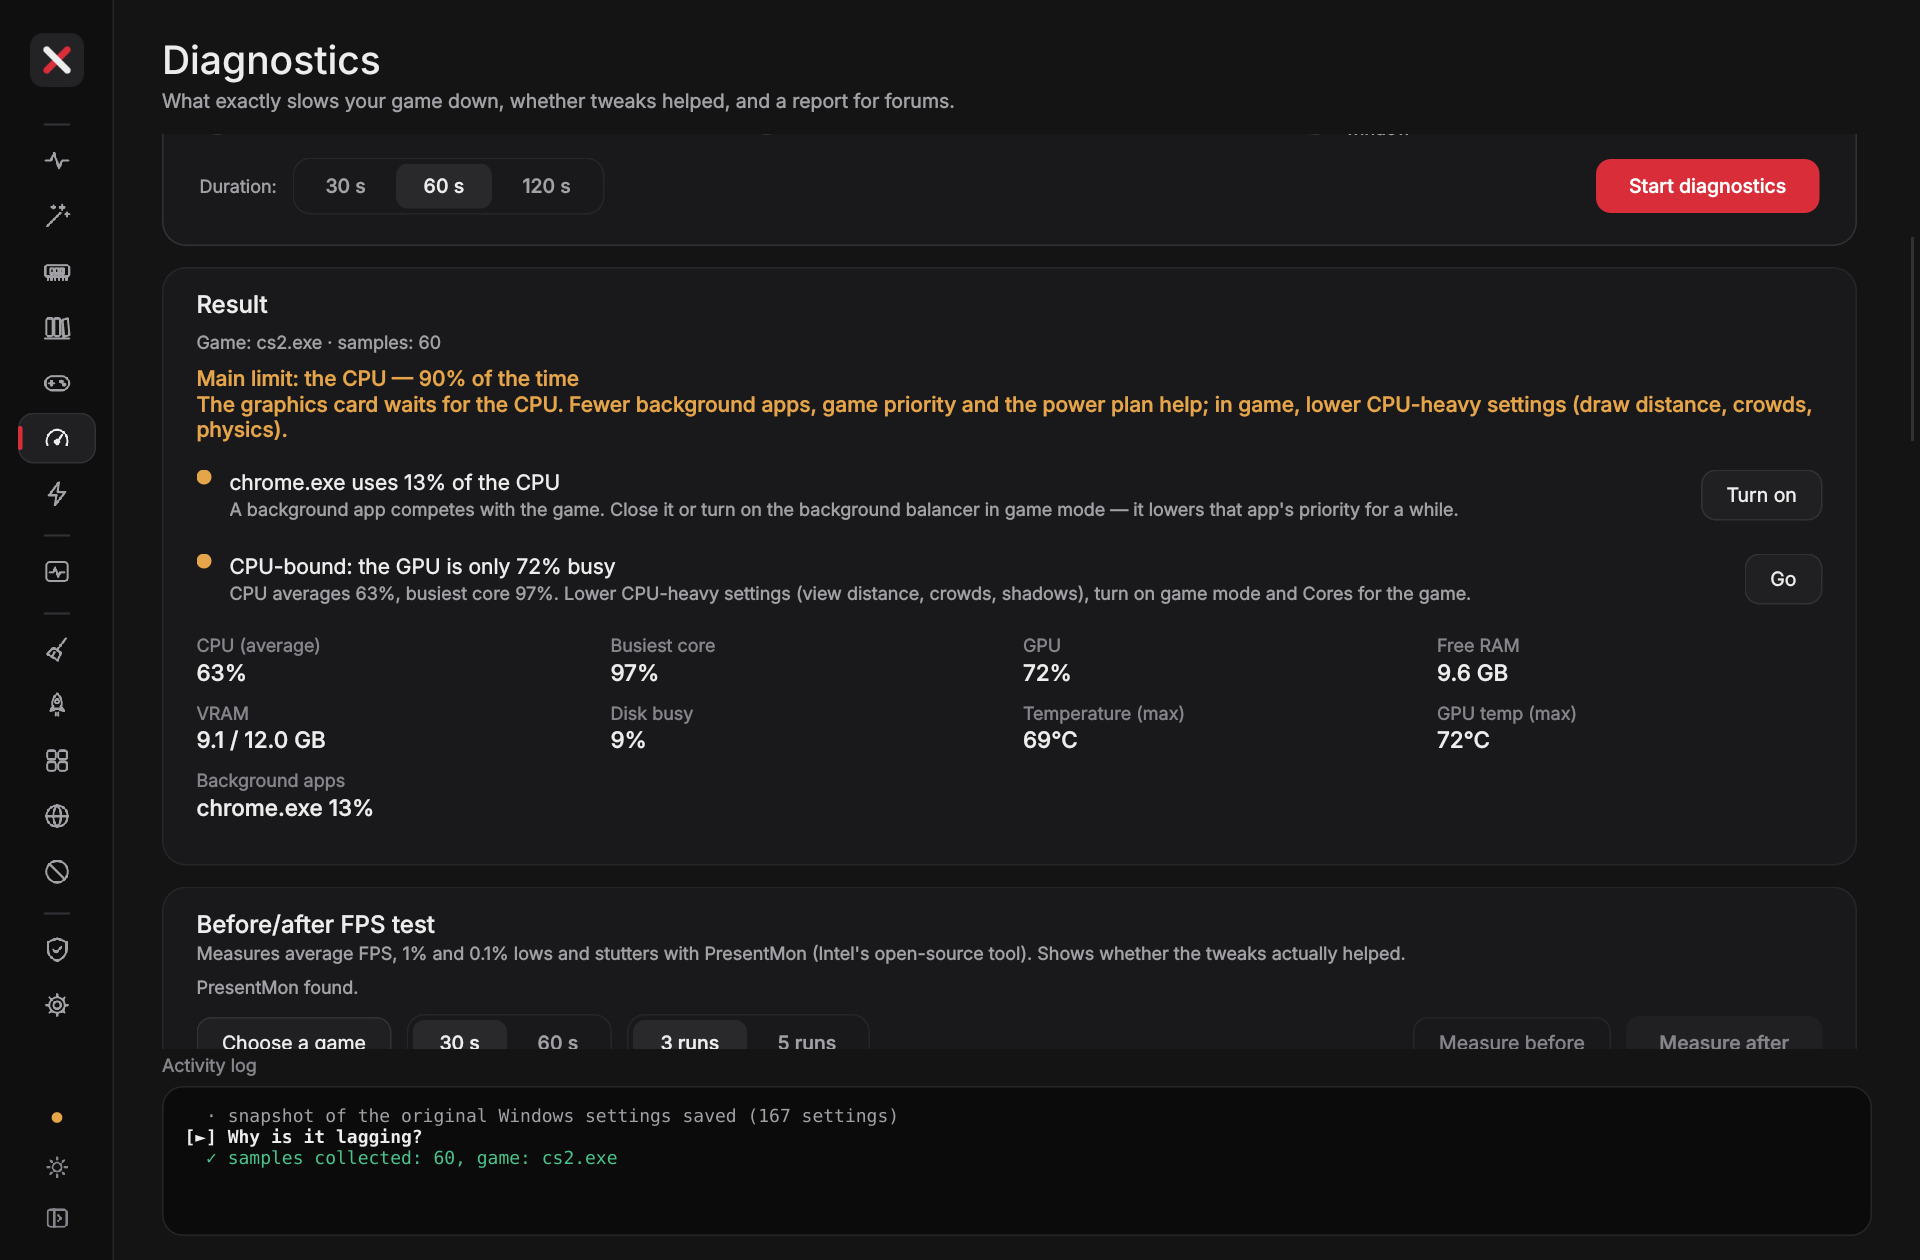 Diagnostics
What exactly slows your game down, whether tweaks helped, and a report for forums.
Duration:
30 s
60 s
120 s
Start diagnostics
Result
Game: cs2.exe · samples: 60
Main limit: the CPU — 90% of the time
The graphics card waits for the CPU. Fewer background apps, game priority and the power plan help; in game, lower CPU-heavy settings (draw distance, crowds,
physics).
chrome.exe uses 13% of the CPU
A background app competes with the game. Close it or turn on the background balancer in game mode — it lowers that app's priority for a while.
Turn on
CPU-bound: the GPU is only 72% busy
CPU averages 63%, busiest core 97%. Lower CPU-heavy settings (view distance, crowds, shadows), turn on game mode and Cores for the game.
Go
CPU (average)
63%
Busiest core
97%
GPU
72%
Free RAM
9.6 GB
VRAM
9.1 / 12.0 GB
Disk busy
9%
Temperature (max)
69°C
GPU temp (max)
72°C
Background apps
chrome.exe 13%
Before/after FPS test
Measures average FPS, 1% and 0.1% lows and stutters with PresentMon (Intel's open-source tool). Shows whether the tweaks actually helped.
PresentMon found.
Choose a game
30 s
60 s
3 runs
5 runs
Measure before
Measure after
Activity log
· snapshot of the original Windows settings saved (167 settings)
[►] Why is it lagging?
✓ samples collected: 60, game: cs2.exe